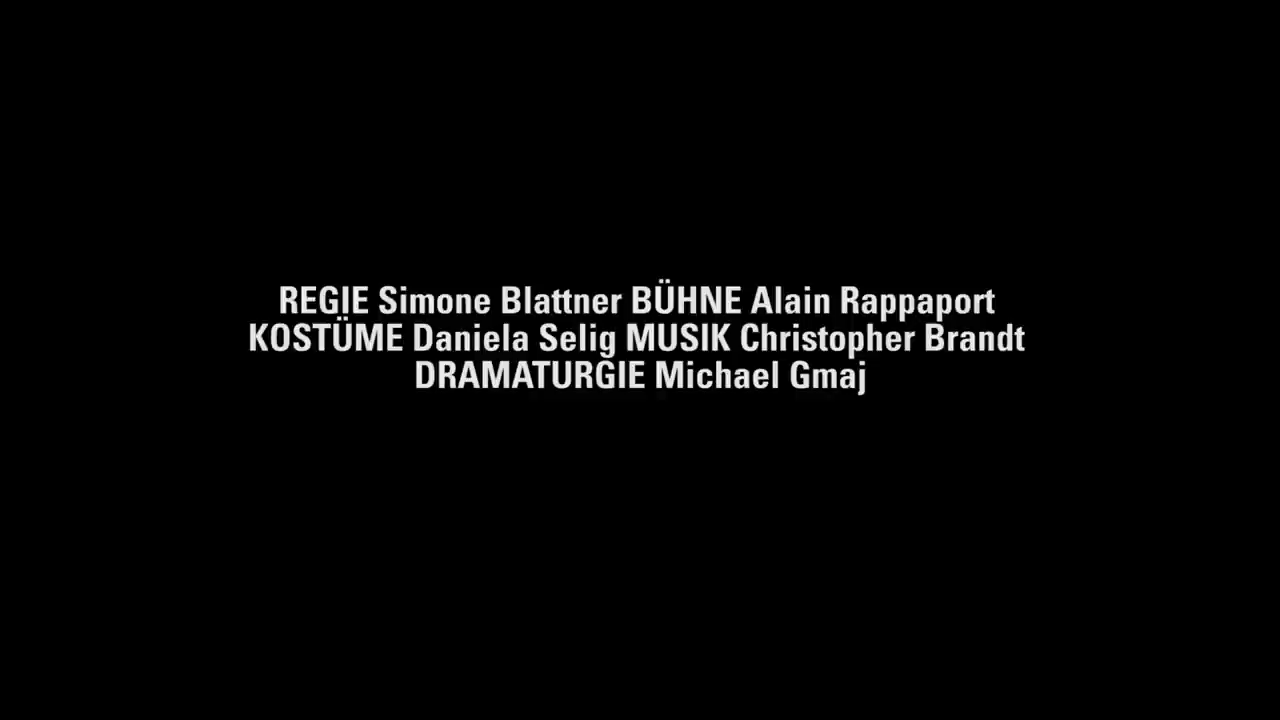 REGIE Simone Blattner BÜHNE Alain Rappaport
KOSTÜME Daniela Selig MUSIK Christopher Brandt
DRAMATURGIE Michael Gmaj